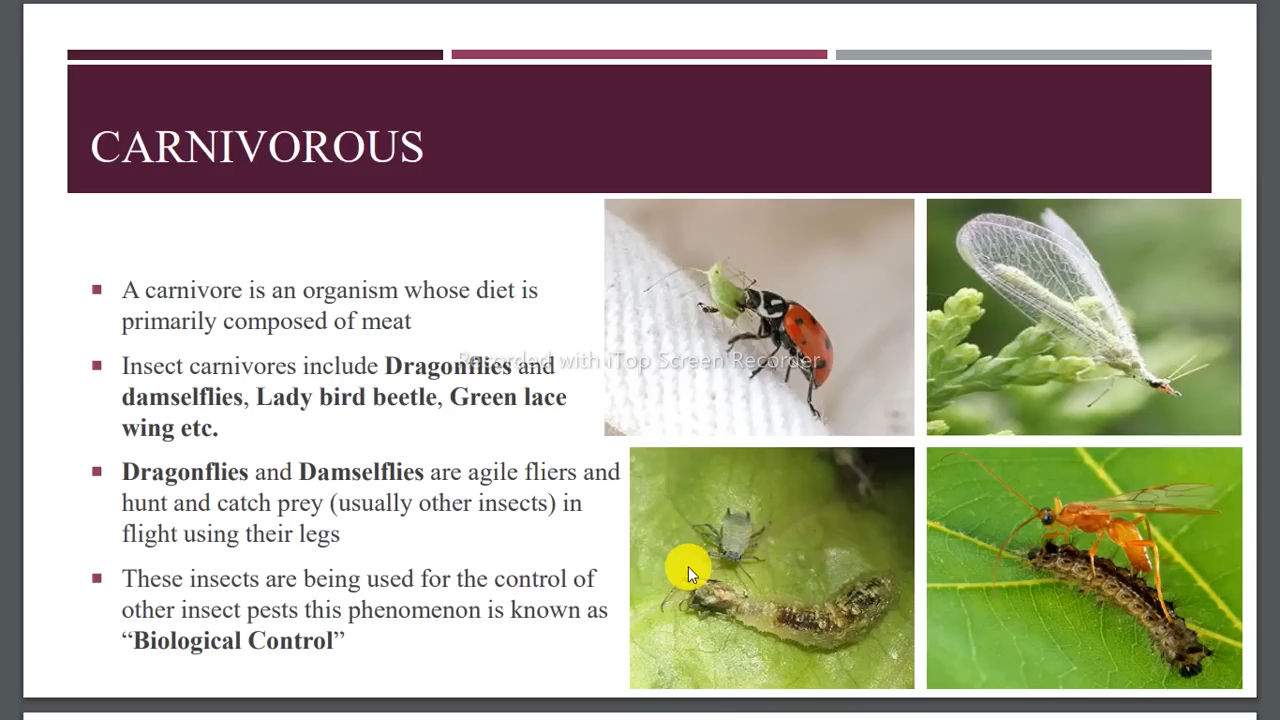 CARNIVOROUS
A carnivore is an organism whose diet is
primarily composed of meat
Insect carnivores include Dragonflies and
damselflies, Lady bird beetle, Green lace
wing etc.
Recorded with iTop Screen Recorder
Dragonflies and Damselflies are agile fliers and
hunt and catch prey (usually other insects) in
flight using their legs
These insects are being used for the control of
other insect pests this phenomenon is known as
“Biological Control”